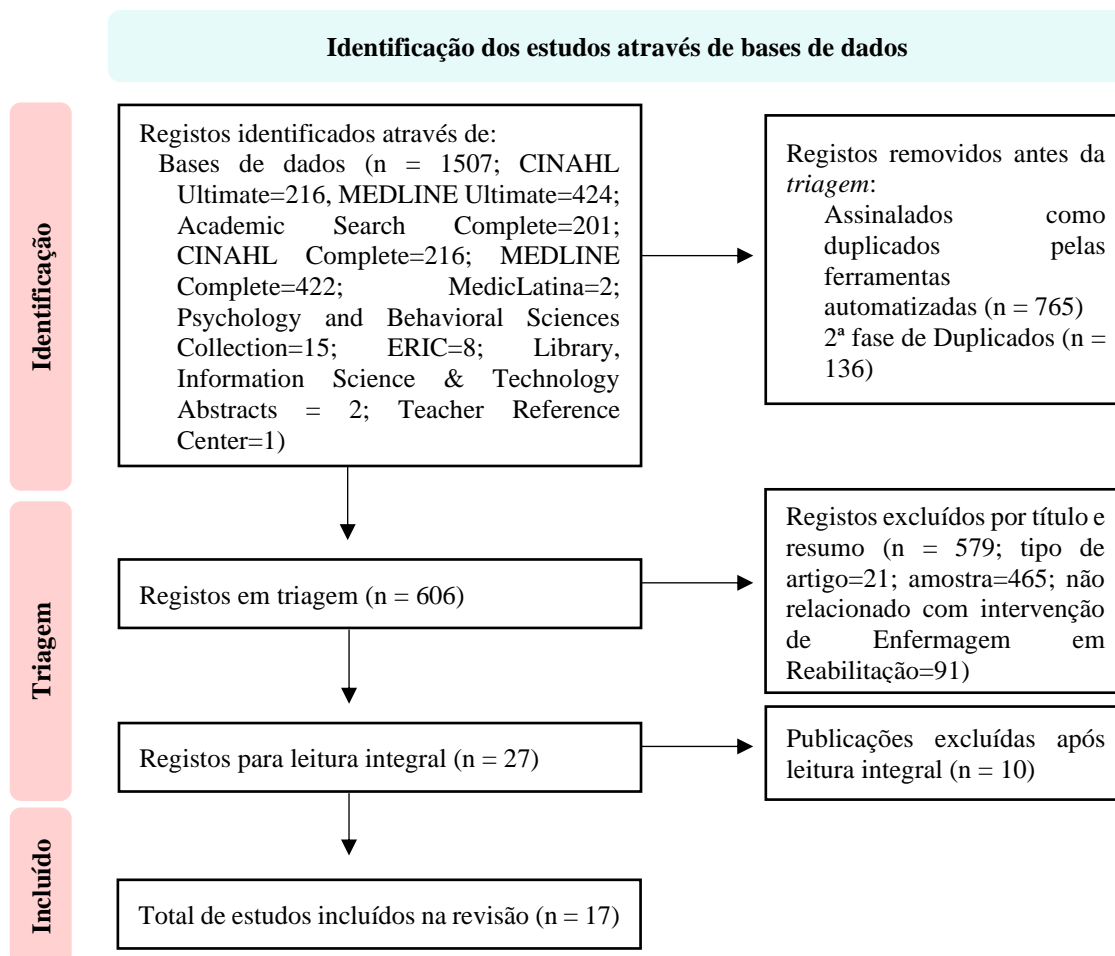 Identificação dos estudos através de bases de dados
Identificação
Registos identificados através de:
Bases de dados (n = 1507; CINAHL
Ultimate=216, MEDLINE Ultimate=424;
Academic Search Complete=201;
CINAHL Complete=216; MEDLINE
Complete=422; MedicLatina=2;
Psychology and Behavioral Sciences
Collection=15; ERIC=8; Library,
Information Science & Technology
Abstracts = 2; Teacher Reference
Center=1)
Registos removidos antes da
triagem:
Assinalados como
duplicados pelas
ferramentas
automatizadas (n = 765)
2ª fase de Duplicados (n =
136)
Triagem
Registos em triagem (n = 606)
Registos excluídos por título e
resumo (n = 579; tipo de
artigo=21; amostra=465; não
relacionado com intervenção
de Enfermagem em
Reabilitação=91)
Registos para leitura integral (n = 27)
Publicações excluídas após
leitura integral (n = 10)
Incluído
Total de estudos incluídos na revisão (n = 17)